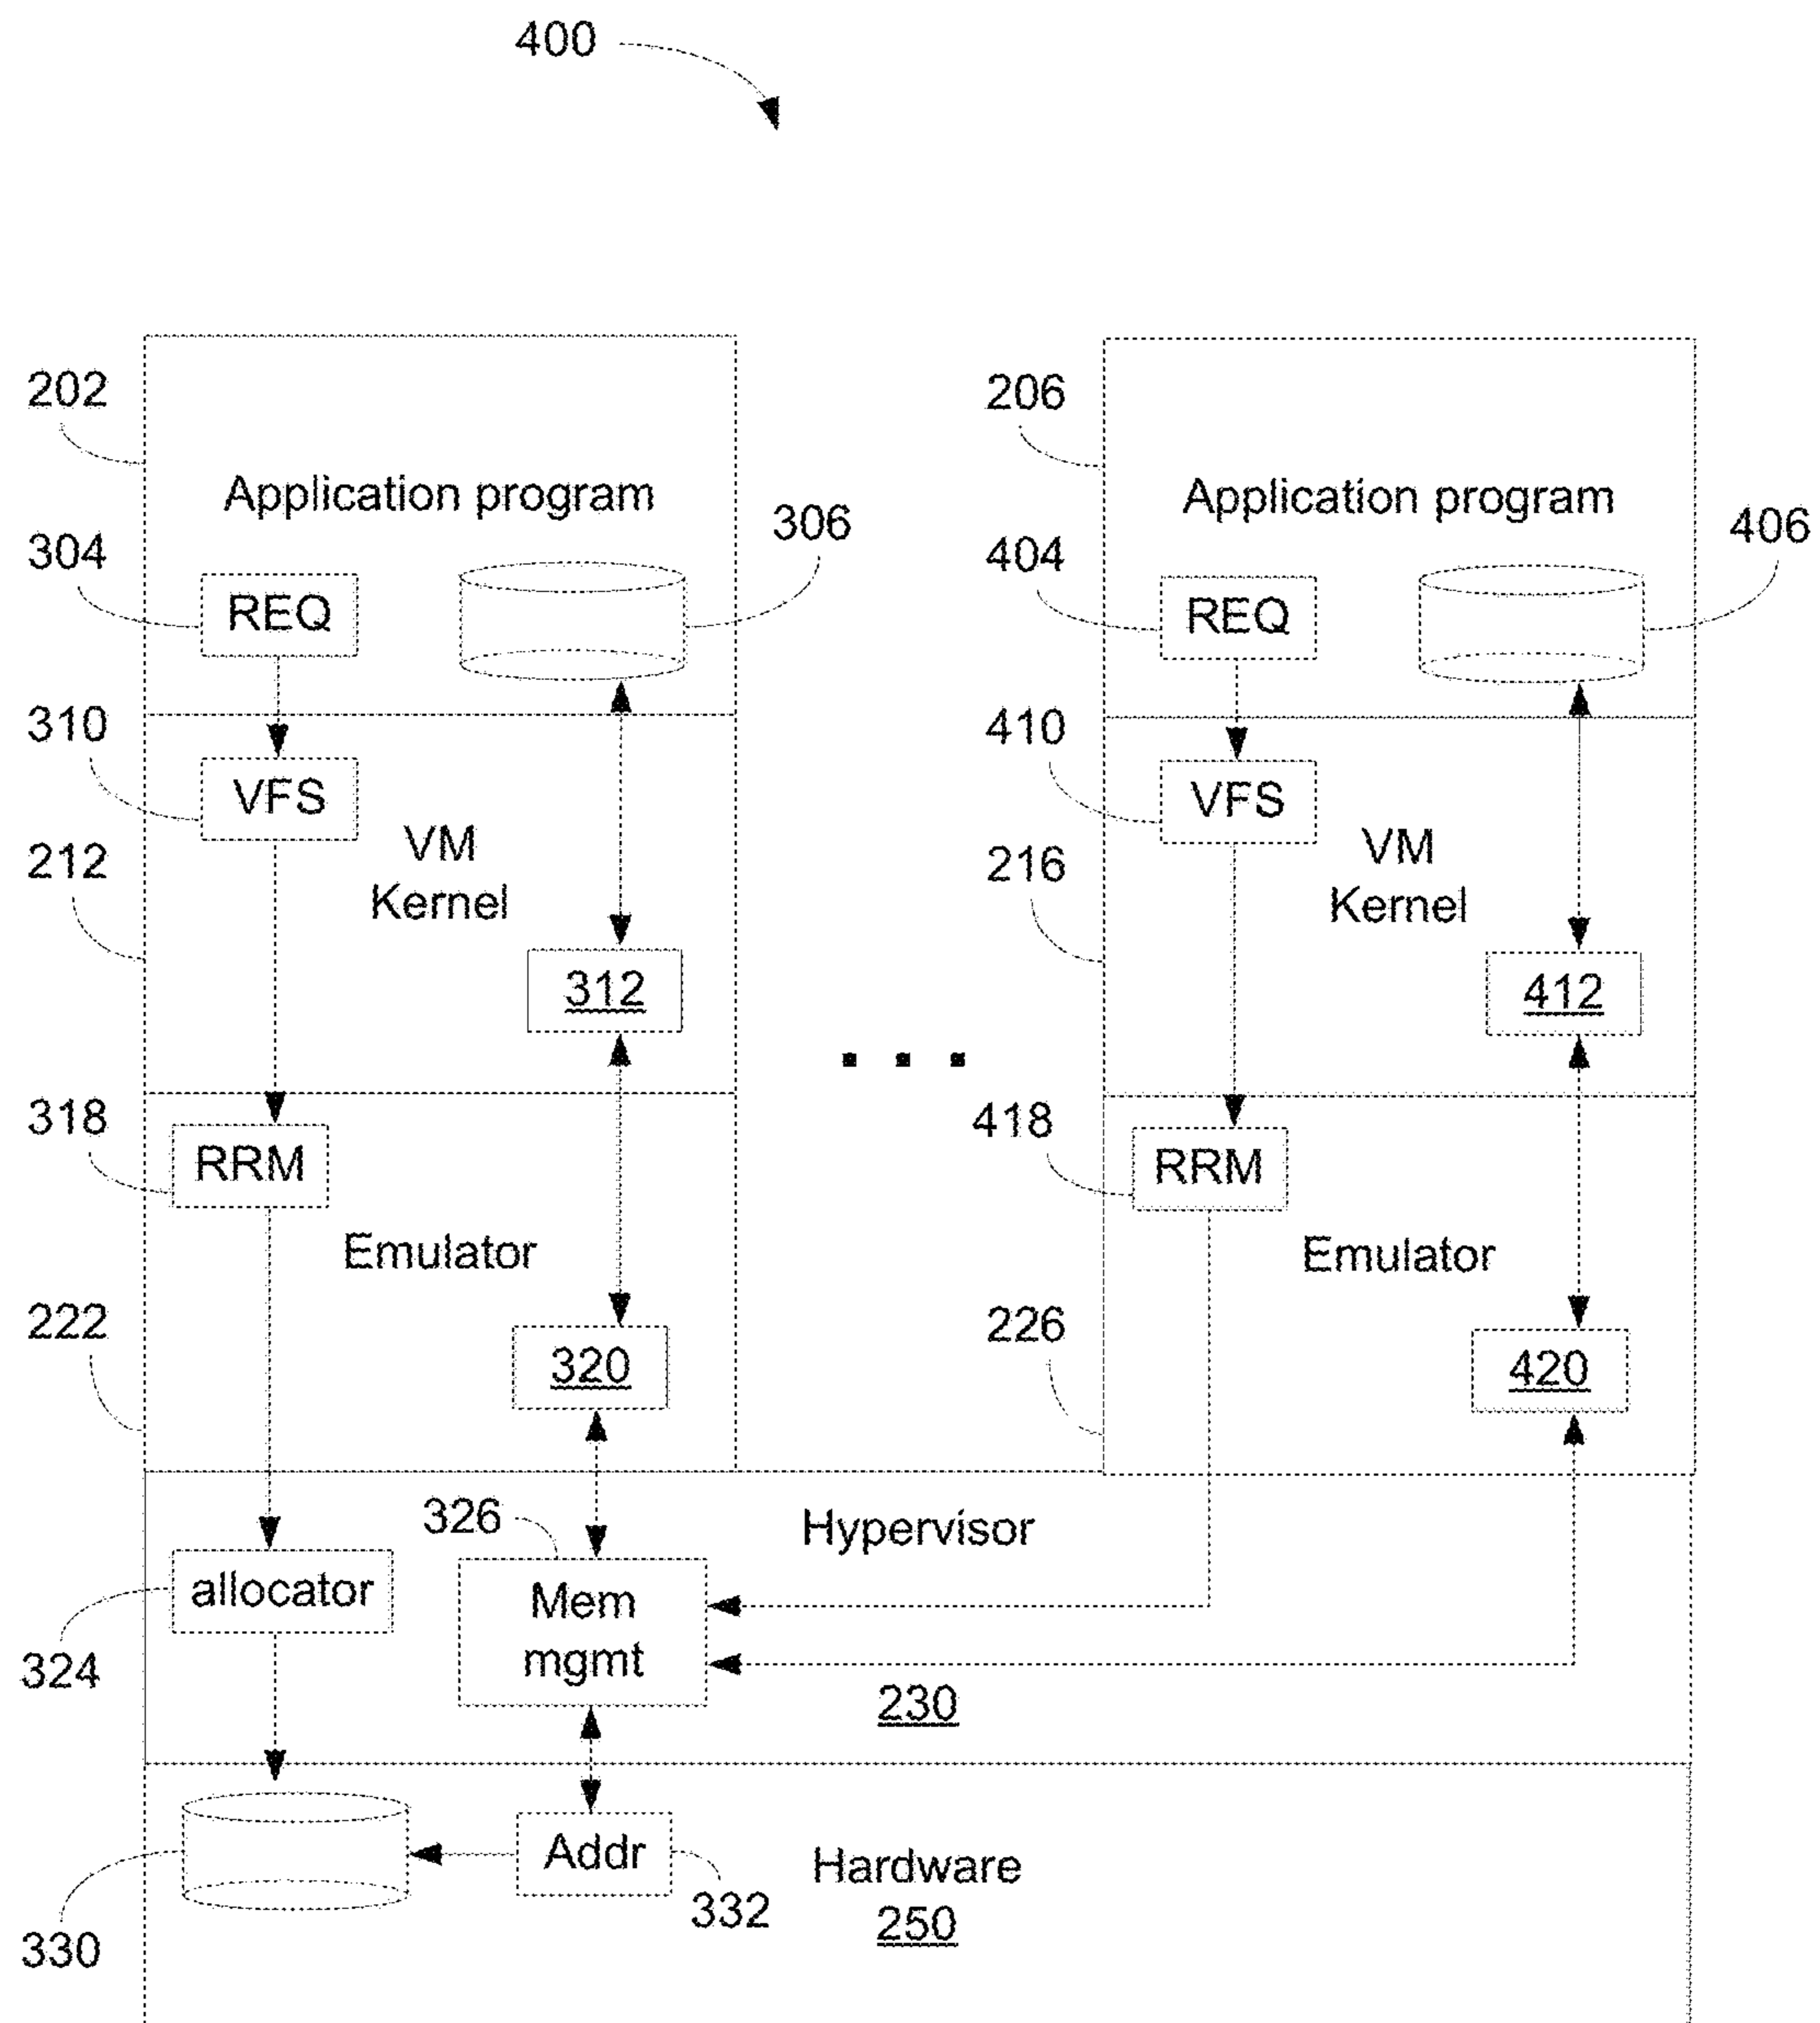 400
202
206
Application program
Application program
304
306
404
406
REQ
REQ
310
410
VFS
VFS
212
VM
Kernel
216
VM
Kernel
312
412
318
418
RRM
RRM
Emulator
Emulator
222
226
320
420
326
Hypervisor
allocator
Mem
mgmt
324
230
Addr
Hardware
332
250
330